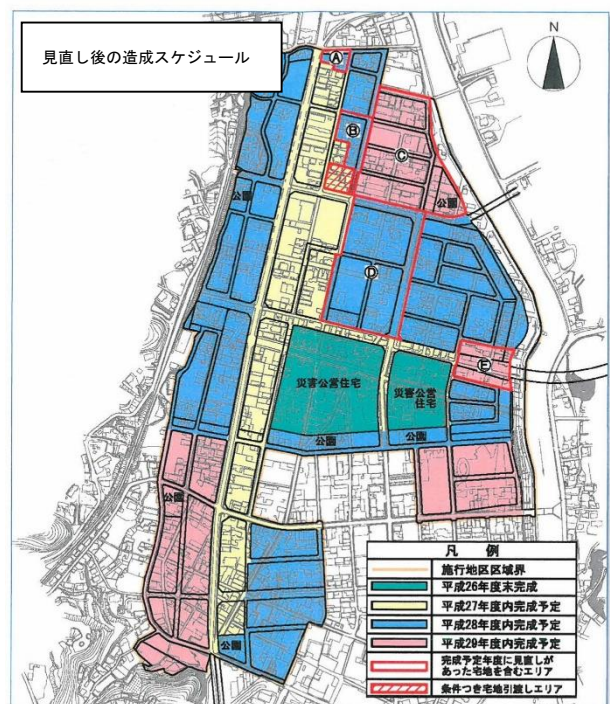 見直し後の造成スケジュール
N
A
B
C
公園
公園
D
E
災害公営住宅
災害公営
住宅
公園
公園
公園
公園
凡 例
施行地区区域界
平成26年度末完成
平成27年度内完成予定
平成28年度内完成予定
平成29年度内完成予定
完成予定年度に見直しが
あった宅地を含むエリア
条件つき宅地引渡しエリア